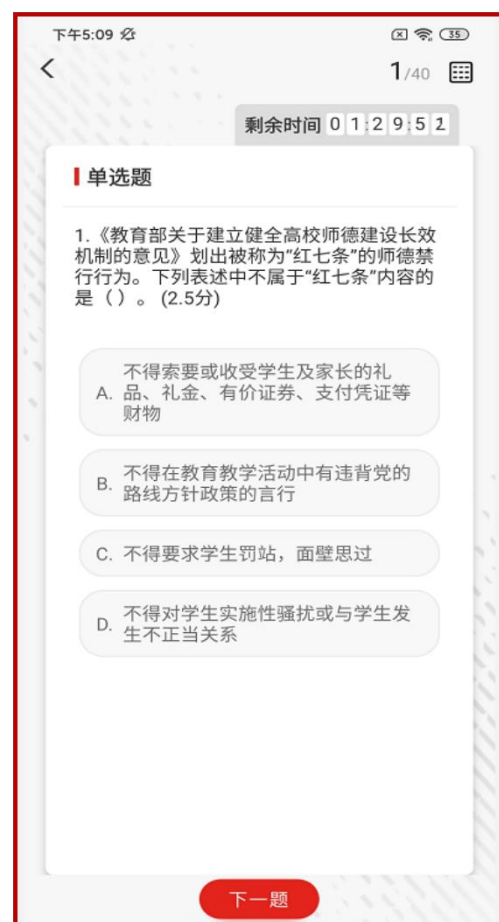 下午5:09
35
1/40
剩余时间 01:29:52
单选题
1.《教育部关于建立健全高校师德建设长效
机制的意见》划出被称为“红七条”的师德禁
行行为。下列表述中不属于“红七条”内容的
是（ ）。 (2.5分)
不得索要或收受学生及家长的礼
A. 品、礼金、有价证券、支付凭证等
财物
B. 不得在教育教学活动中有违背党的
路线方针政策的言行
C. 不得要求学生罚站，面壁思过
D. 不得对学生实施性骚扰或与学生发
生不正当关系
下一题